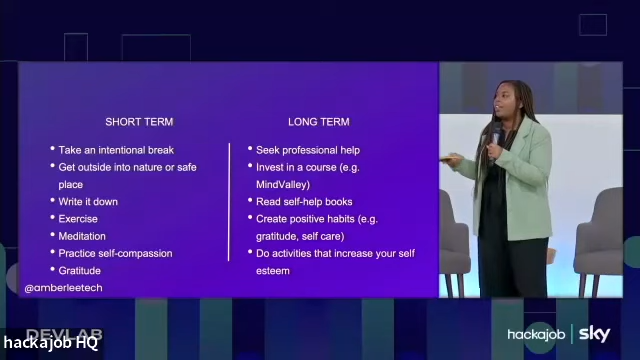 SHORT TERM
• Take an intentional break
• Get outside into nature or safe
place
• Write it down
• Exercise
• Meditation
• Practice self-compassion
• Gratitude
@amberleetech
LONG TERM
• Seek professional help
• Invest in a course (e.g.
MindValley)
• Read self-help books
• Create positive habits (e.g.
gratitude, self care)
• Do activities that increase your self
esteem
DEVLAB
hackajob HQ
hackajob | sky